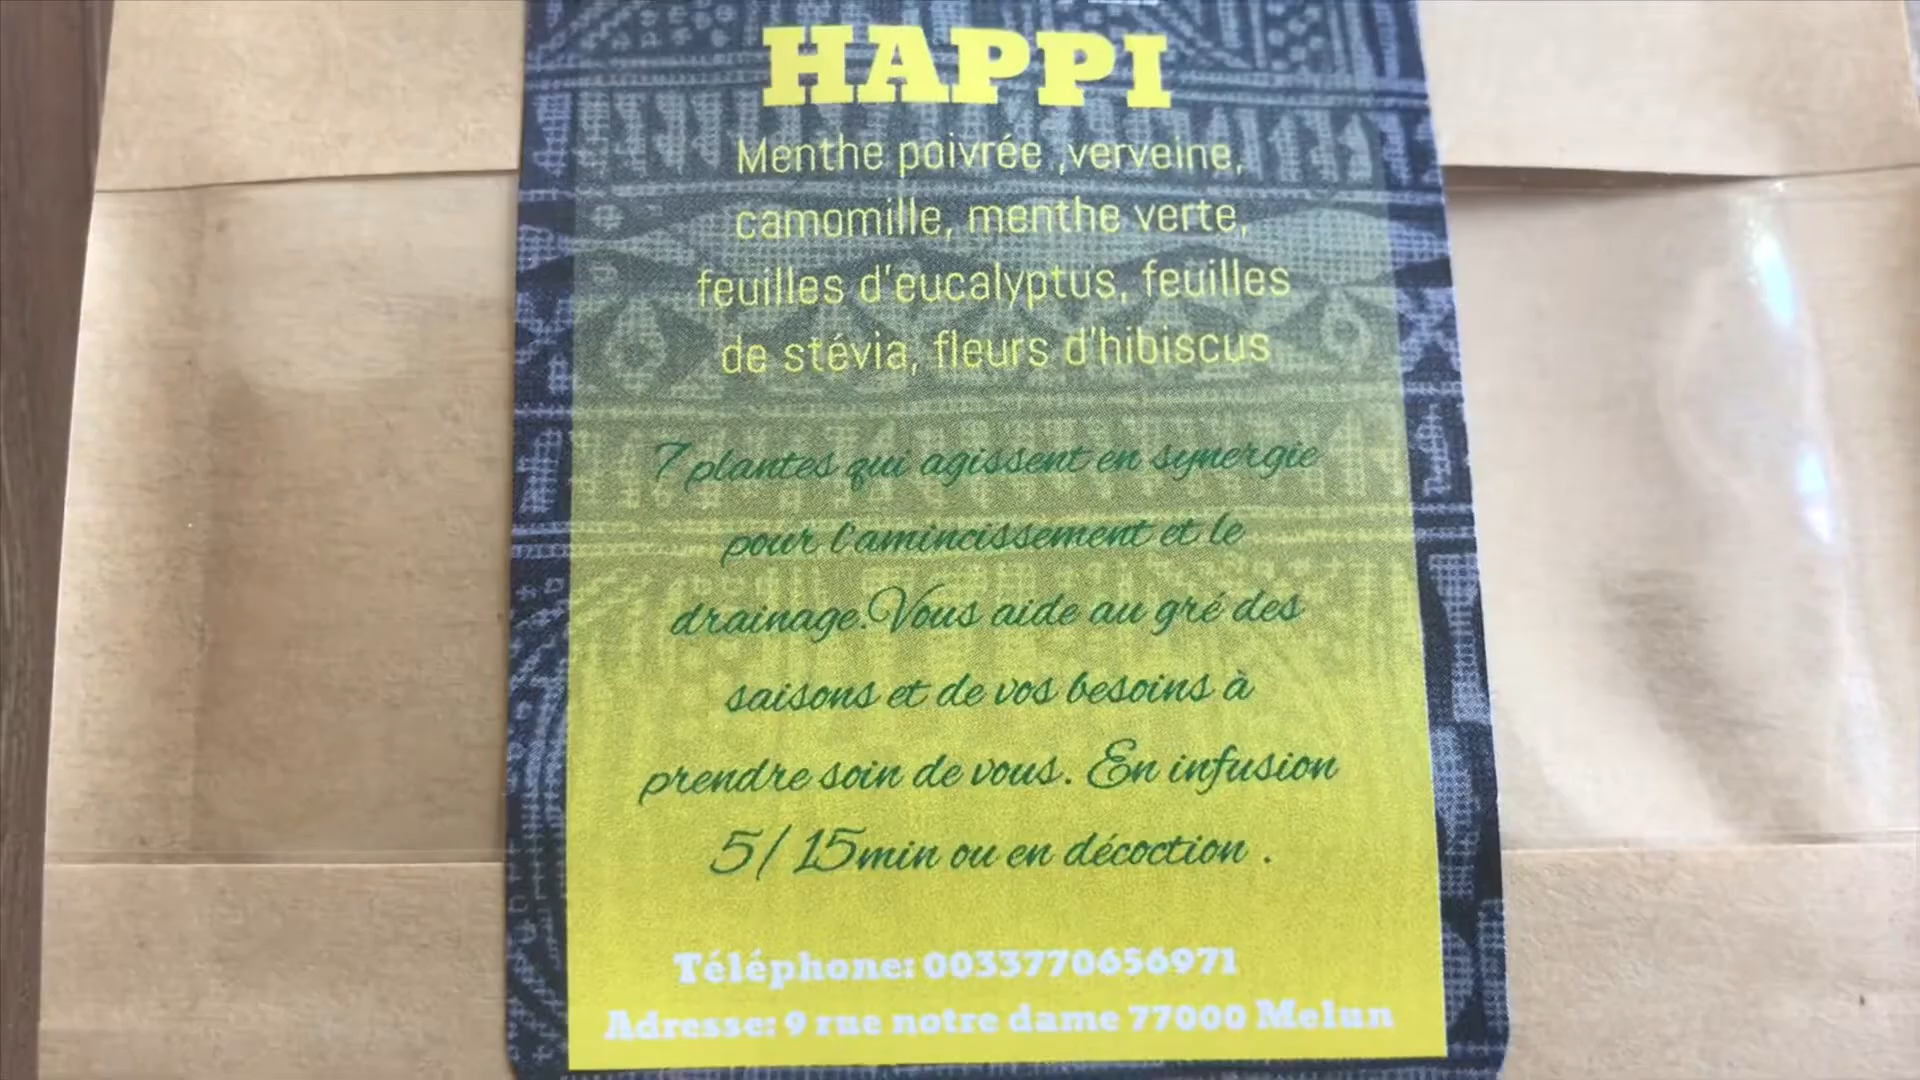 HAPPI
Menthe poivrée ,verveine,
camomille, menthe verte,
feuilles d'eucalyptus, feuilles
de stévia, fleurs d'hibiscus
7 plantes qui agissent en synergie
pour l'amincissement et le
drainage.Vous aide au gré des
saisons et de vos besoins à
prendre soin de vous. En infusion
5/ 15min ou en décoction .
Téléphone: 0033770656971
Adresse: 9 rue notre dame 77000 Melun